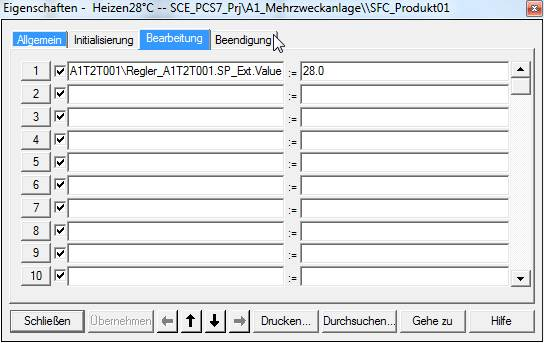 Eigenschaften - Heizen28°C -- SCE_PCS7_Prj\A1_Mehrzweckanlage\\SFC_Produkt01
Allgemein Initialisierung Bearbeitung Beendigung
1 A1T2T001\Regler_A1T2T001.SP_Ext.Value := 28.0
2 :=
3 :=
4 :=
5 :=
6 :=
7 :=
8 :=
9 :=
10 :=
Schließen Übernehmen Drucken... Durchsuchen... Gehe zu Hilfe